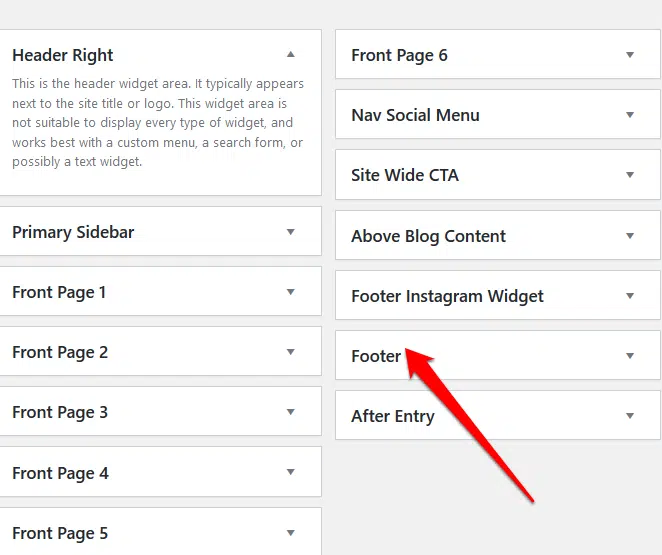 Header Right
This is the header widget area. It typically appears
next to the site title or logo. This widget area is
not suitable to display every type of widget, and
works best with a custom menu, a search form, or
possibly a text widget.
Primary Sidebar
Front Page 1
Front Page 2
Front Page 3
Front Page 4
Front Page 5
Front Page 6
Nav Social Menu
Site Wide CTA
Above Blog Content
Footer Instagram Widget
Footer
After Entry